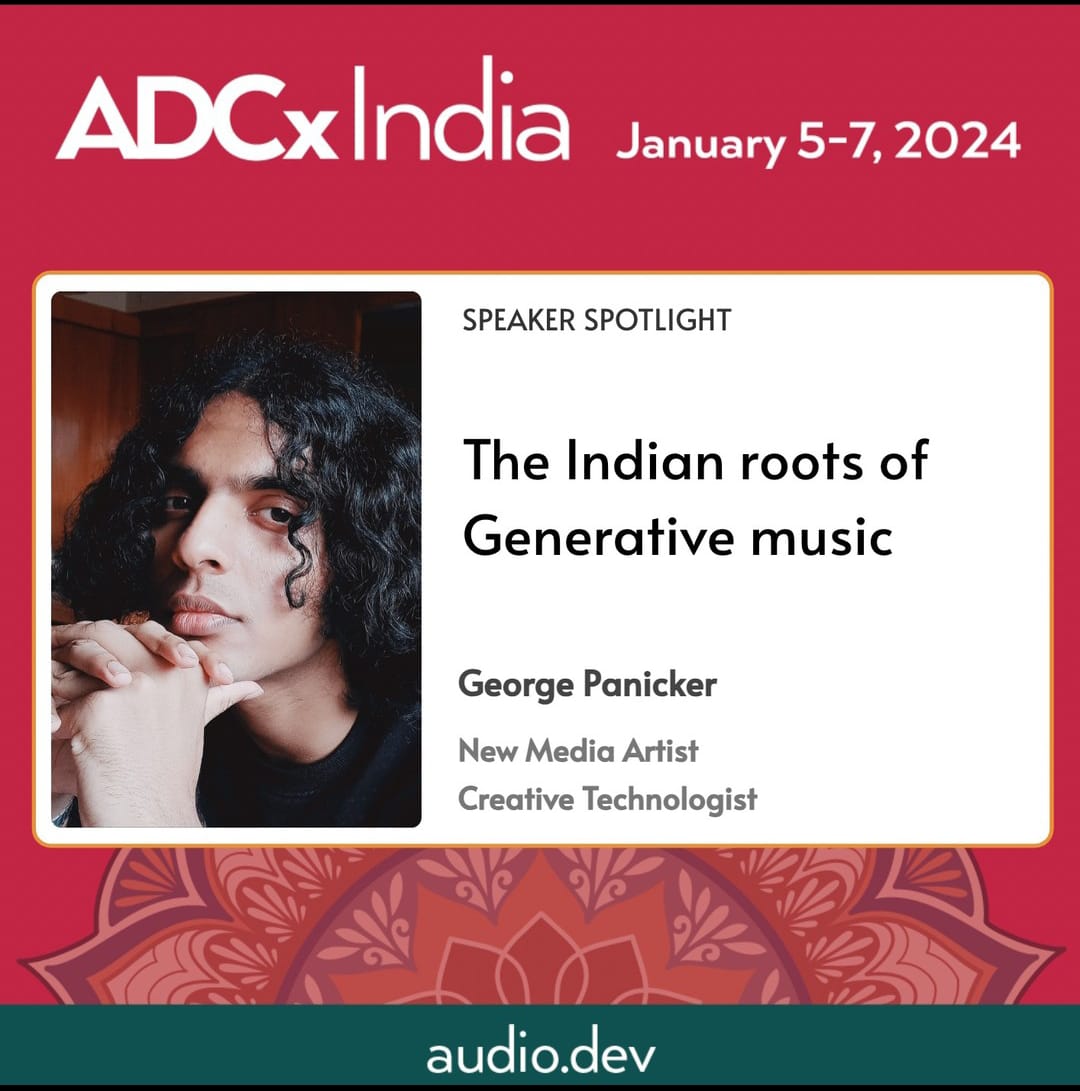 ADCxIndia January 5-7, 2024
SPEAKER SPOTLIGHT
The Indian roots of
Generative music
George Panicker
New Media Artist
Creative Technologist
audio.dev